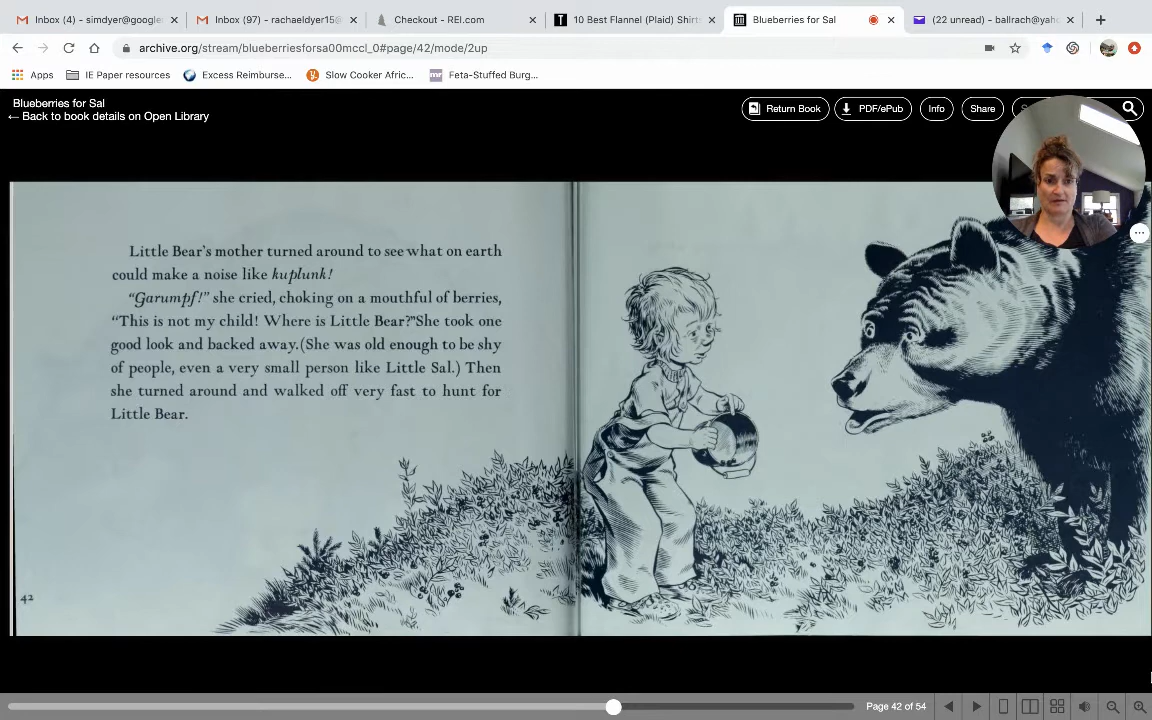 Inbox (4) - simdyer@google
Inbox (97) - rachaeldyer15@
Checkout - REI.com
10 Best Flannel (Plaid) Shirts
Blueberries for Sal
(22 unread) - ballrach@yah
archive.org/stream/blueberriesforsa00mccl_0#page/42/mode/2up
Apps
IE Paper resources
Excess Reimburse...
Slow Cooker Afric...
Feta-Stuffed Burg...
Blueberries for Sal
← Back to book details on Open Library
Return Book
PDF/ePub
Info
Share
Little Bear's mother turned around to see what on earth
could make a noise like kuplunk!
"Garumpf!" she cried, choking on a mouthful of berries,
"This is not my child! Where is Little Bear?" She took one
good look and backed away. (She was old enough to be shy
of people, even a very small person like Little Sal.) Then
she turned around and walked off very fast to hunt for
Little Bear.
42
Page 42 of 54